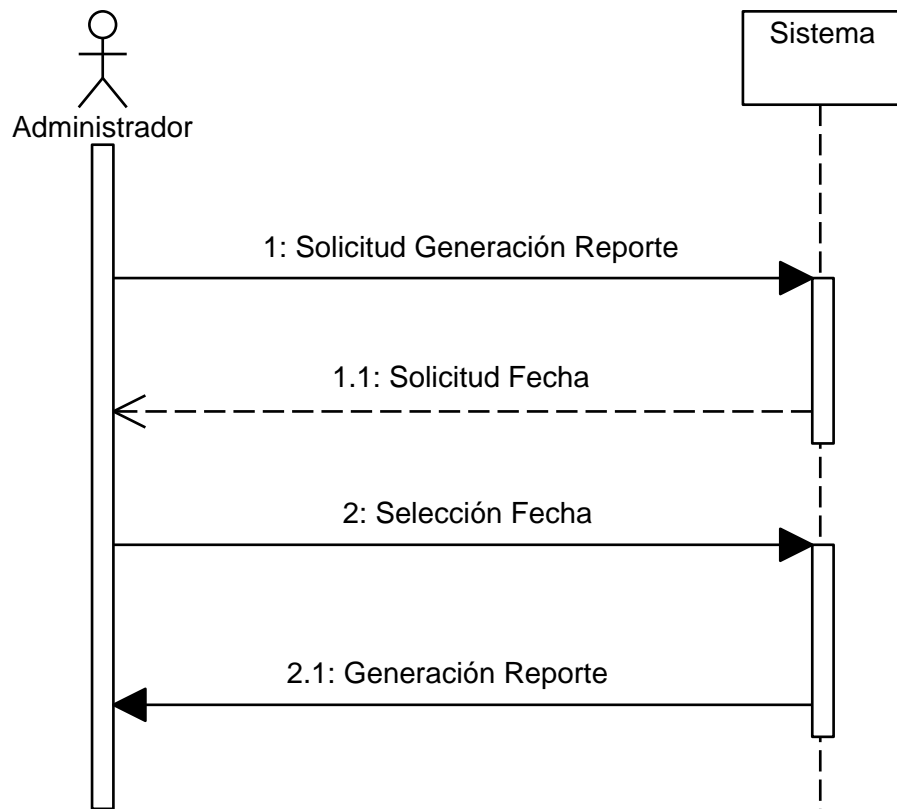 Sistema
Administrador
1: Solicitud Generación Reporte
1.1: Solicitud Fecha
2: Selección Fecha
2.1: Generación Reporte